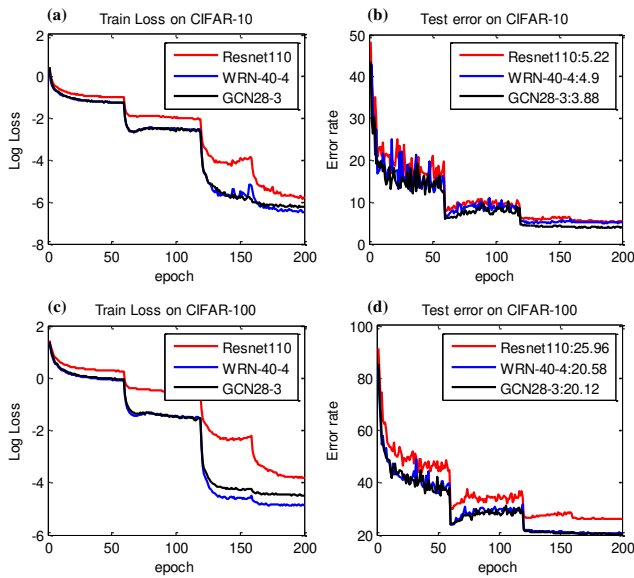 (a) Train Loss on CIFAR-10
2
0
-2
-4
-6
-8
Log Loss
Resnet110
WRN-40-4
GCN28-3
0 50 100 150 200
epoch
(b) Test error on CIFAR-10
50
40
30
20
10
0
Error rate
Resnet110:5.22
WRN-40-4:4.9
GCN28-3:3.88
0 50 100 150 200
epoch
(c) Train Loss on CIFAR-100
2
0
-2
-4
-6
Log Loss
Resnet110
WRN-40-4
GCN28-3
0 50 100 150 200
epoch
(d) Test error on CIFAR-100
100
80
60
40
20
Error rate
Resnet110:25.96
WRN-40-4:20.58
GCN28-3:20.12
0 50 100 150 200
epoch